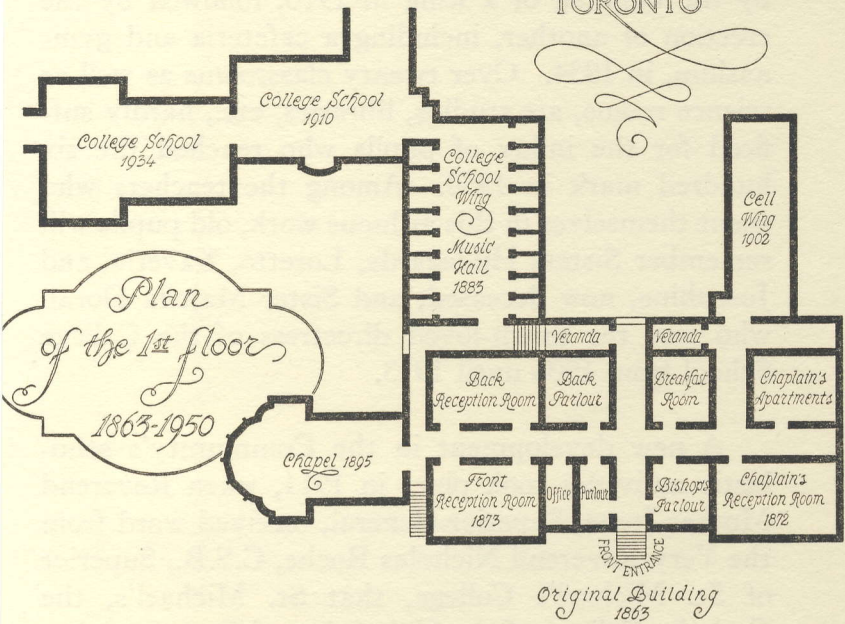 TORONTO
College School
1910
College School
1934
College
School
Wing
Music
Hall
1883
Cell
Wing
1902
Plan
of the 1st floor
1863-1950
Veranda
Veranda
Back
Reception Room
Back
Parlour
Breakfast
Room
Chaplain's
Apartments
Chapel 1895
Front
Reception Room
1873
Office
Parlour
Bishop's
Parlour
Chaplain's
Reception Room
1872
FRONT ENTRANCE
Original Building
1863